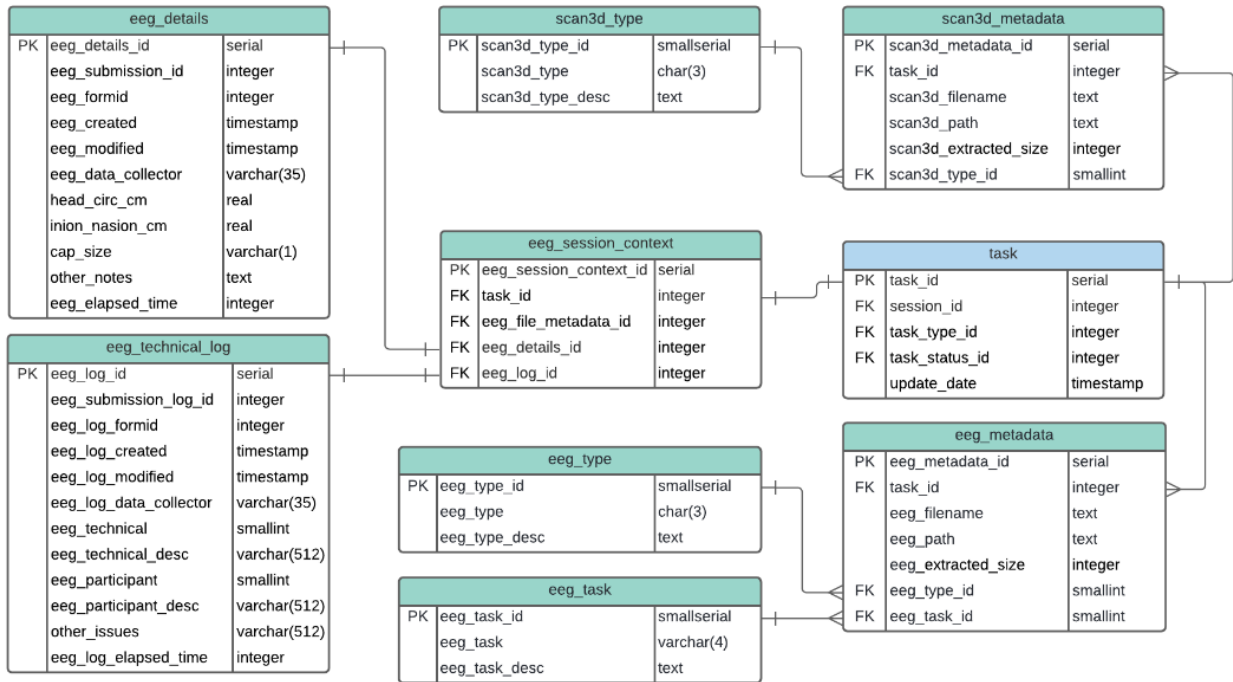 eeg_details
PK eeg_details_id serial
eeg_submission_id integer
eeg_formid integer
eeg_created timestamp
eeg_modified timestamp
eeg_data_collector varchar(35)
head_circ_cm real
inion_nasion_cm real
cap_size varchar(1)
other_notes text
eeg_elapsed_time integer
eeg_technical_log
PK eeg_log_id serial
eeg_submission_log_id integer
eeg_log_formid integer
eeg_log_created timestamp
eeg_log_modified timestamp
eeg_log_data_collector varchar(35)
eeg_technical smallint
eeg_technical_desc varchar(512)
eeg_participant smallint
eeg_participant_desc varchar(512)
other_issues varchar(512)
eeg_log_elapsed_time integer
scan3d_type
PK scan3d_type_id smallserial
scan3d_type char(3)
scan3d_type_desc text
eeg_session_context
PK eeg_session_context_id serial
FK task_id integer
FK eeg_file_metadata_id integer
FK eeg_details_id integer
FK eeg_log_id integer
eeg_type
PK eeg_type_id smallserial
eeg_type char(3)
eeg_type_desc text
eeg_task
PK eeg_task_id smallserial
eeg_task varchar(4)
eeg_task_desc text
scan3d_metadata
PK scan3d_metadata_id serial
FK task_id integer
scan3d_filename text
scan3d_path text
scan3d_extracted_size integer
FK scan3d_type_id smallint
task
PK task_id serial
FK session_id integer
FK task_type_id integer
FK task_status_id integer
update_date timestamp
eeg_metadata
PK eeg_metadata_id serial
FK task_id integer
eeg_filename text
eeg_path text
eeg_extracted_size integer
FK eeg_type_id smallint
FK eeg_task_id smallint